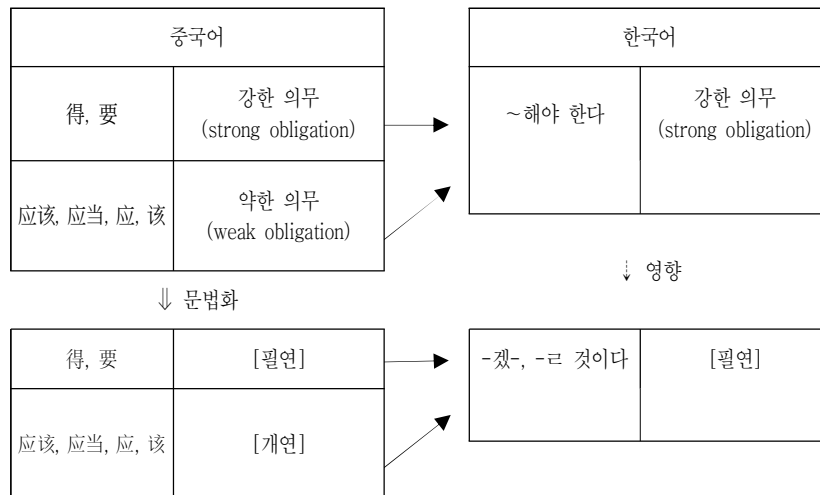 중국어
한국어
得, 要
강한 의무
(strong obligation)
~해야 한다
강한 의무
(strong obligation)
应该, 应当, 应, 该
약한 의무
(weak obligation)
⇓ 문법화
⇣ 영향
得, 要
[필연]
-겠-, -ㄹ 것이다
[필연]
应该, 应当, 应, 该
[개연]